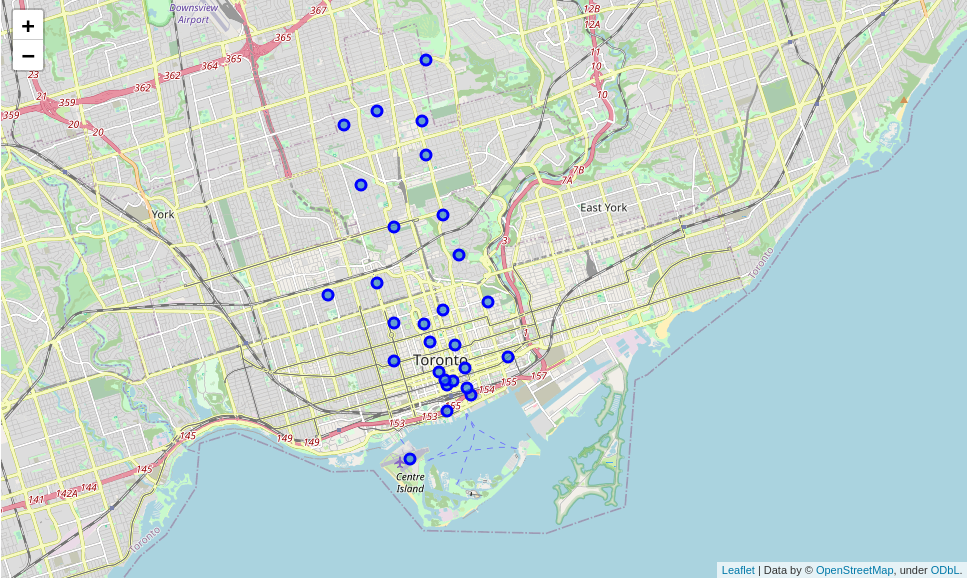 Downsview
Airport
367
12B
12A
+
365
11
364
365
−
10
23
362
362
10
21
359
359
20
20
7B
7A
York
East York
3
Toronto
1
Toronto
157
155
154
155
153
153
145
149
149
145
Centre
Island
144
142A
141
Toronto
Leaflet | Data by © OpenStreetMap, under ODbL.